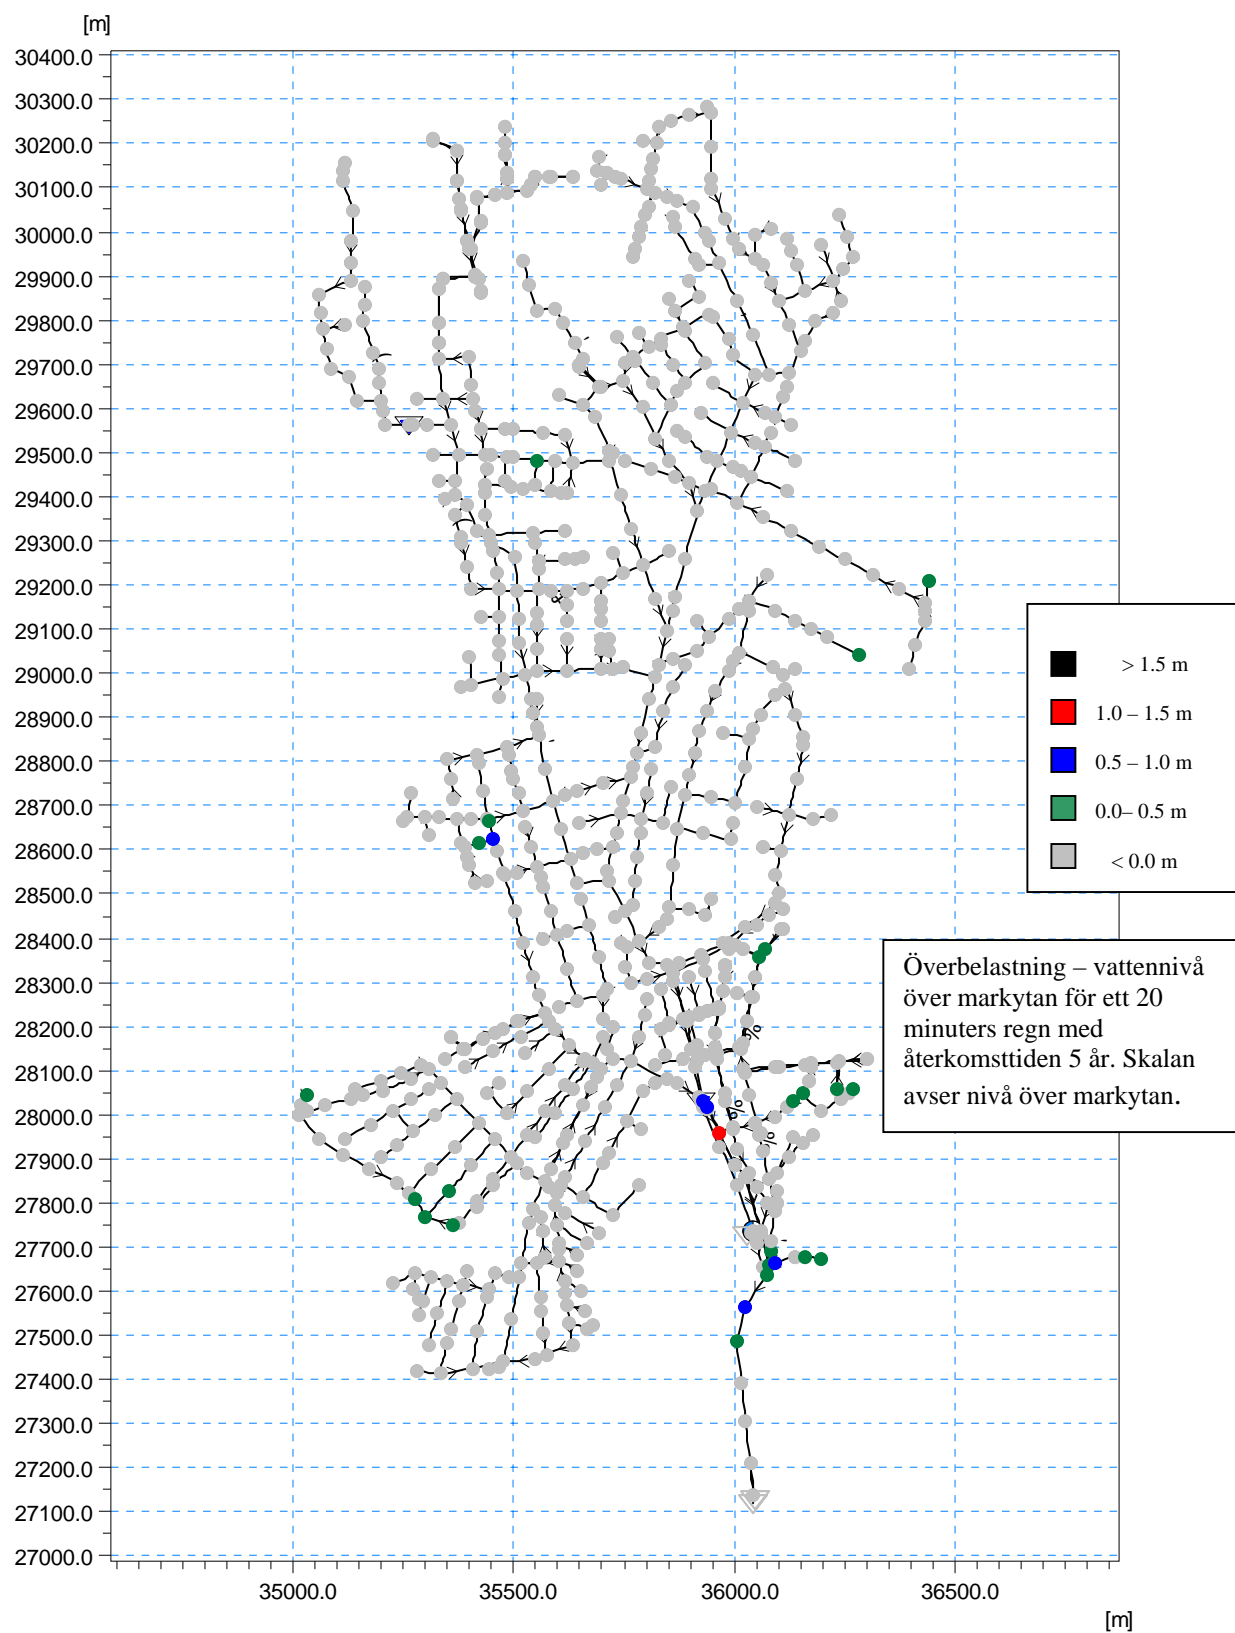 [m]
30400.0
30300.0
30200.0
30100.0
30000.0
29900.0
29800.0
29700.0
29600.0
29500.0
29400.0
29300.0
29200.0
29100.0
29000.0
28900.0
28800.0
28700.0
28600.0
28500.0
28400.0
28300.0
28200.0
28100.0
28000.0
27900.0
27800.0
27700.0
27600.0
27500.0
27400.0
27300.0
27200.0
27100.0
27000.0
35000.0 35500.0 36000.0 36500.0
[m]
> 1.5 m
1.0 – 1.5 m
0.5 – 1.0 m
0.0– 0.5 m
< 0.0 m
Överbelastning – vattennivå
över markytan för ett 20
minuters regn med
återkomsttiden 5 år. Skalan
avser nivå över markytan.